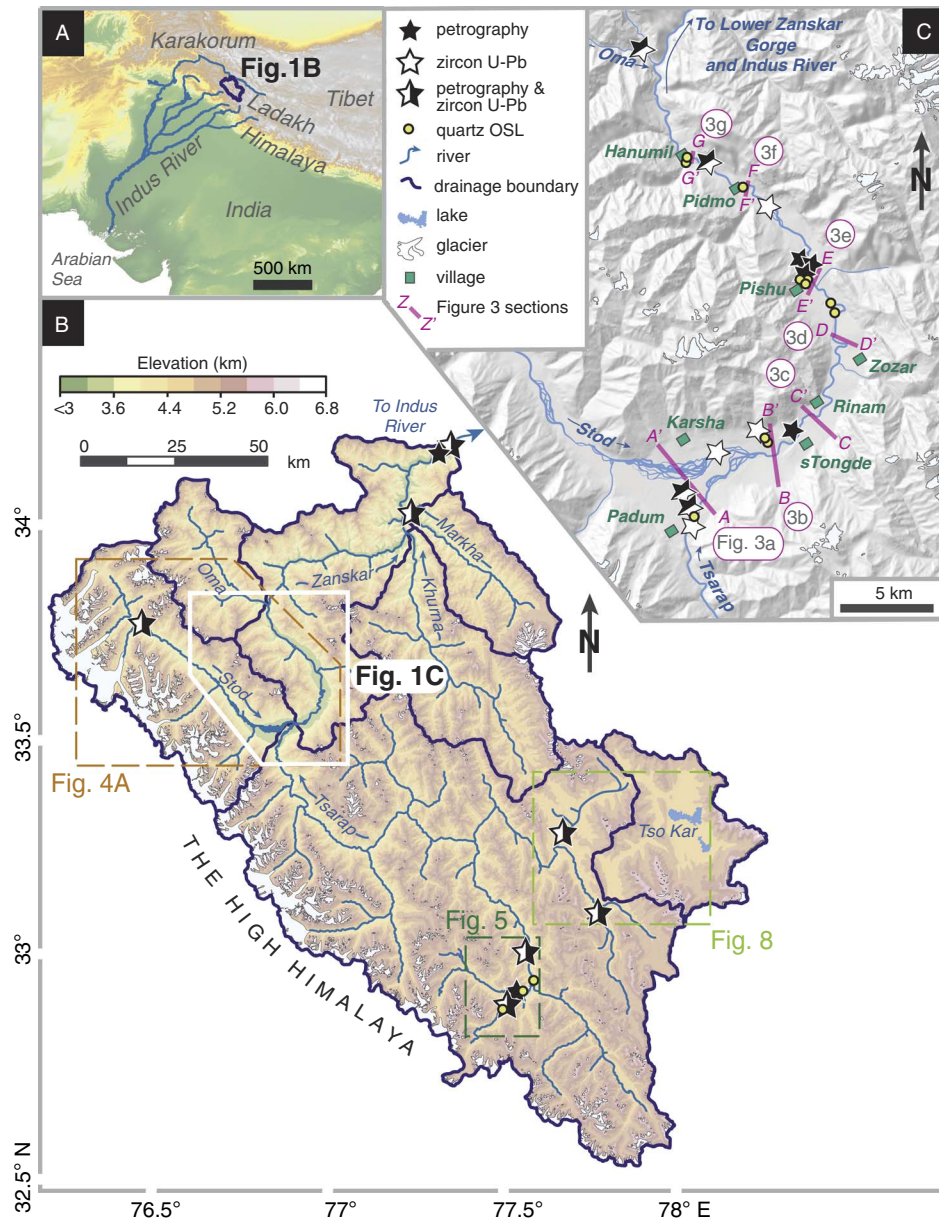 A
Karakorum
Fig.1B
Tibet
Ladakh
Himalaya
Indus River
India
Arabian
Sea
500 km
petrography
zircon U-Pb
petrography &
zircon U-Pb
quartz OSL
river
drainage boundary
lake
glacier
village
Z
Z'
Figure 3 sections
C
To Lower Zanskar
Gorge
and Indus River
Oma
N
3g
G
Hanumil
G'
3f
F
Pidmo
F'
3e
E
Pishu
E'
3d
D
D'
Zozar
3c
C'
Rinam
B'
Karsha
A'
Stod
C
sTongde
B
3b
A
Padum
Fig. 3a
Tsarap
5 km
B
Elevation (km)
<3 3.6 4.4 5.2 6.0 6.8
0 25 50
km
To Indus
River
Markha
Zanskar
Khurna
Oma
N
Fig. 1C
Stod
Fig. 4A
Tsarap
Tso Kar
THE HIGH HIMALAYA
Fig. 5
Fig. 8
34°
33.5°
33°
32.5° N
76.5° 77° 77.5° 78° E